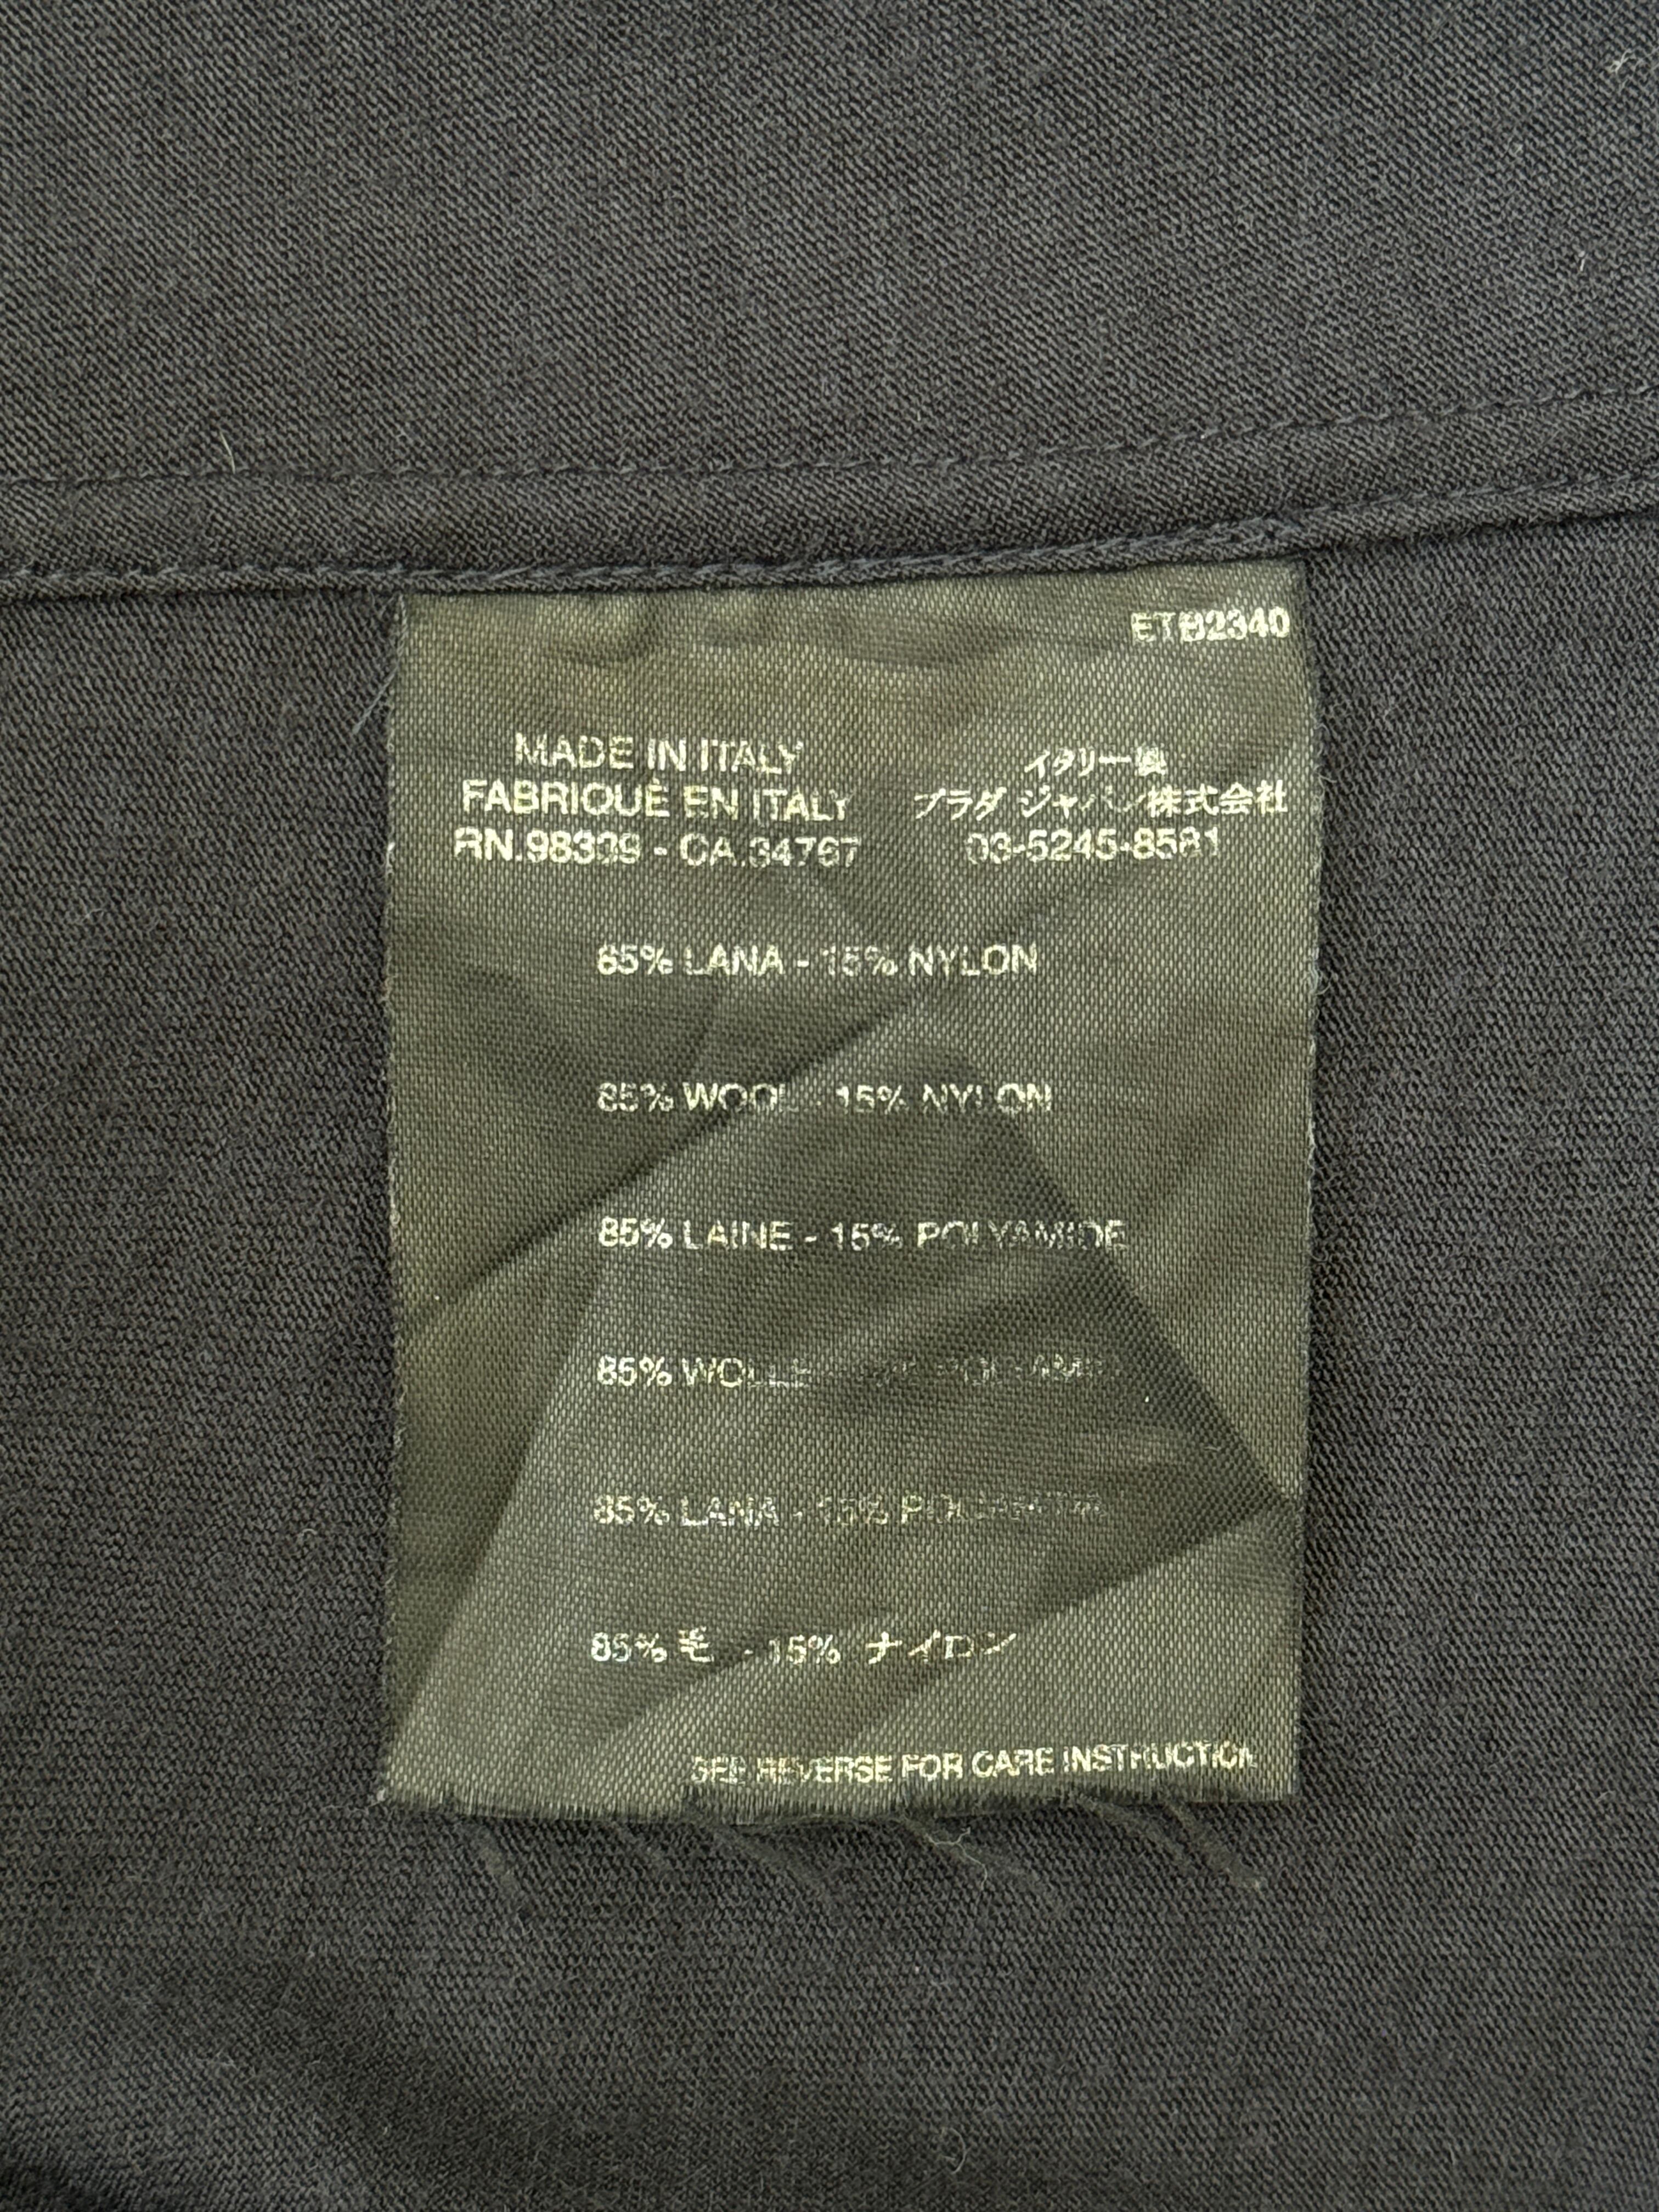 ETB2340
MADE IN ITALY
FABRIQUÉ EN ITALY
RN.98339 - CA.34767
イタリー製
プラダ ジャパン株式会社
03-5245-8581
85% LANA - 15% NYLON
85% WOOL - 15% NYLON
85% LAINE - 15% POLYAMIDE
85% WOLLE
85% LANA - 15%
85% 毛 - 15% ナイロン
SEE REVERSE FOR CARE INSTRUCTION